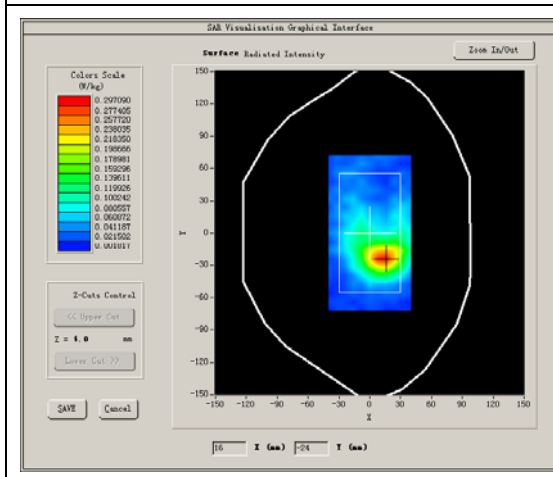 SAR Visualisation Graphical Interface
Surface Radiated Intensity
Zoom In/Out
Colors Scale
(W/kg)
0.297090
0.277405
0.257720
0.238035
0.218350
0.198666
0.178981
0.159296
0.139611
0.119926
0.100242
0.080557
0.060872
0.041187
0.021502
0.001817
Z-Cuts Control
<< Upper Cut
Z = 4.0 mm
Lower Cut >>
SAVE
Cancel
150
120
90
60
30
0
-30
-60
-90
-120
-150
Y
-150 -120 -90 -60 -30 0 30 60 90 120 150
X
16 X (mm) -24 Y (mm)